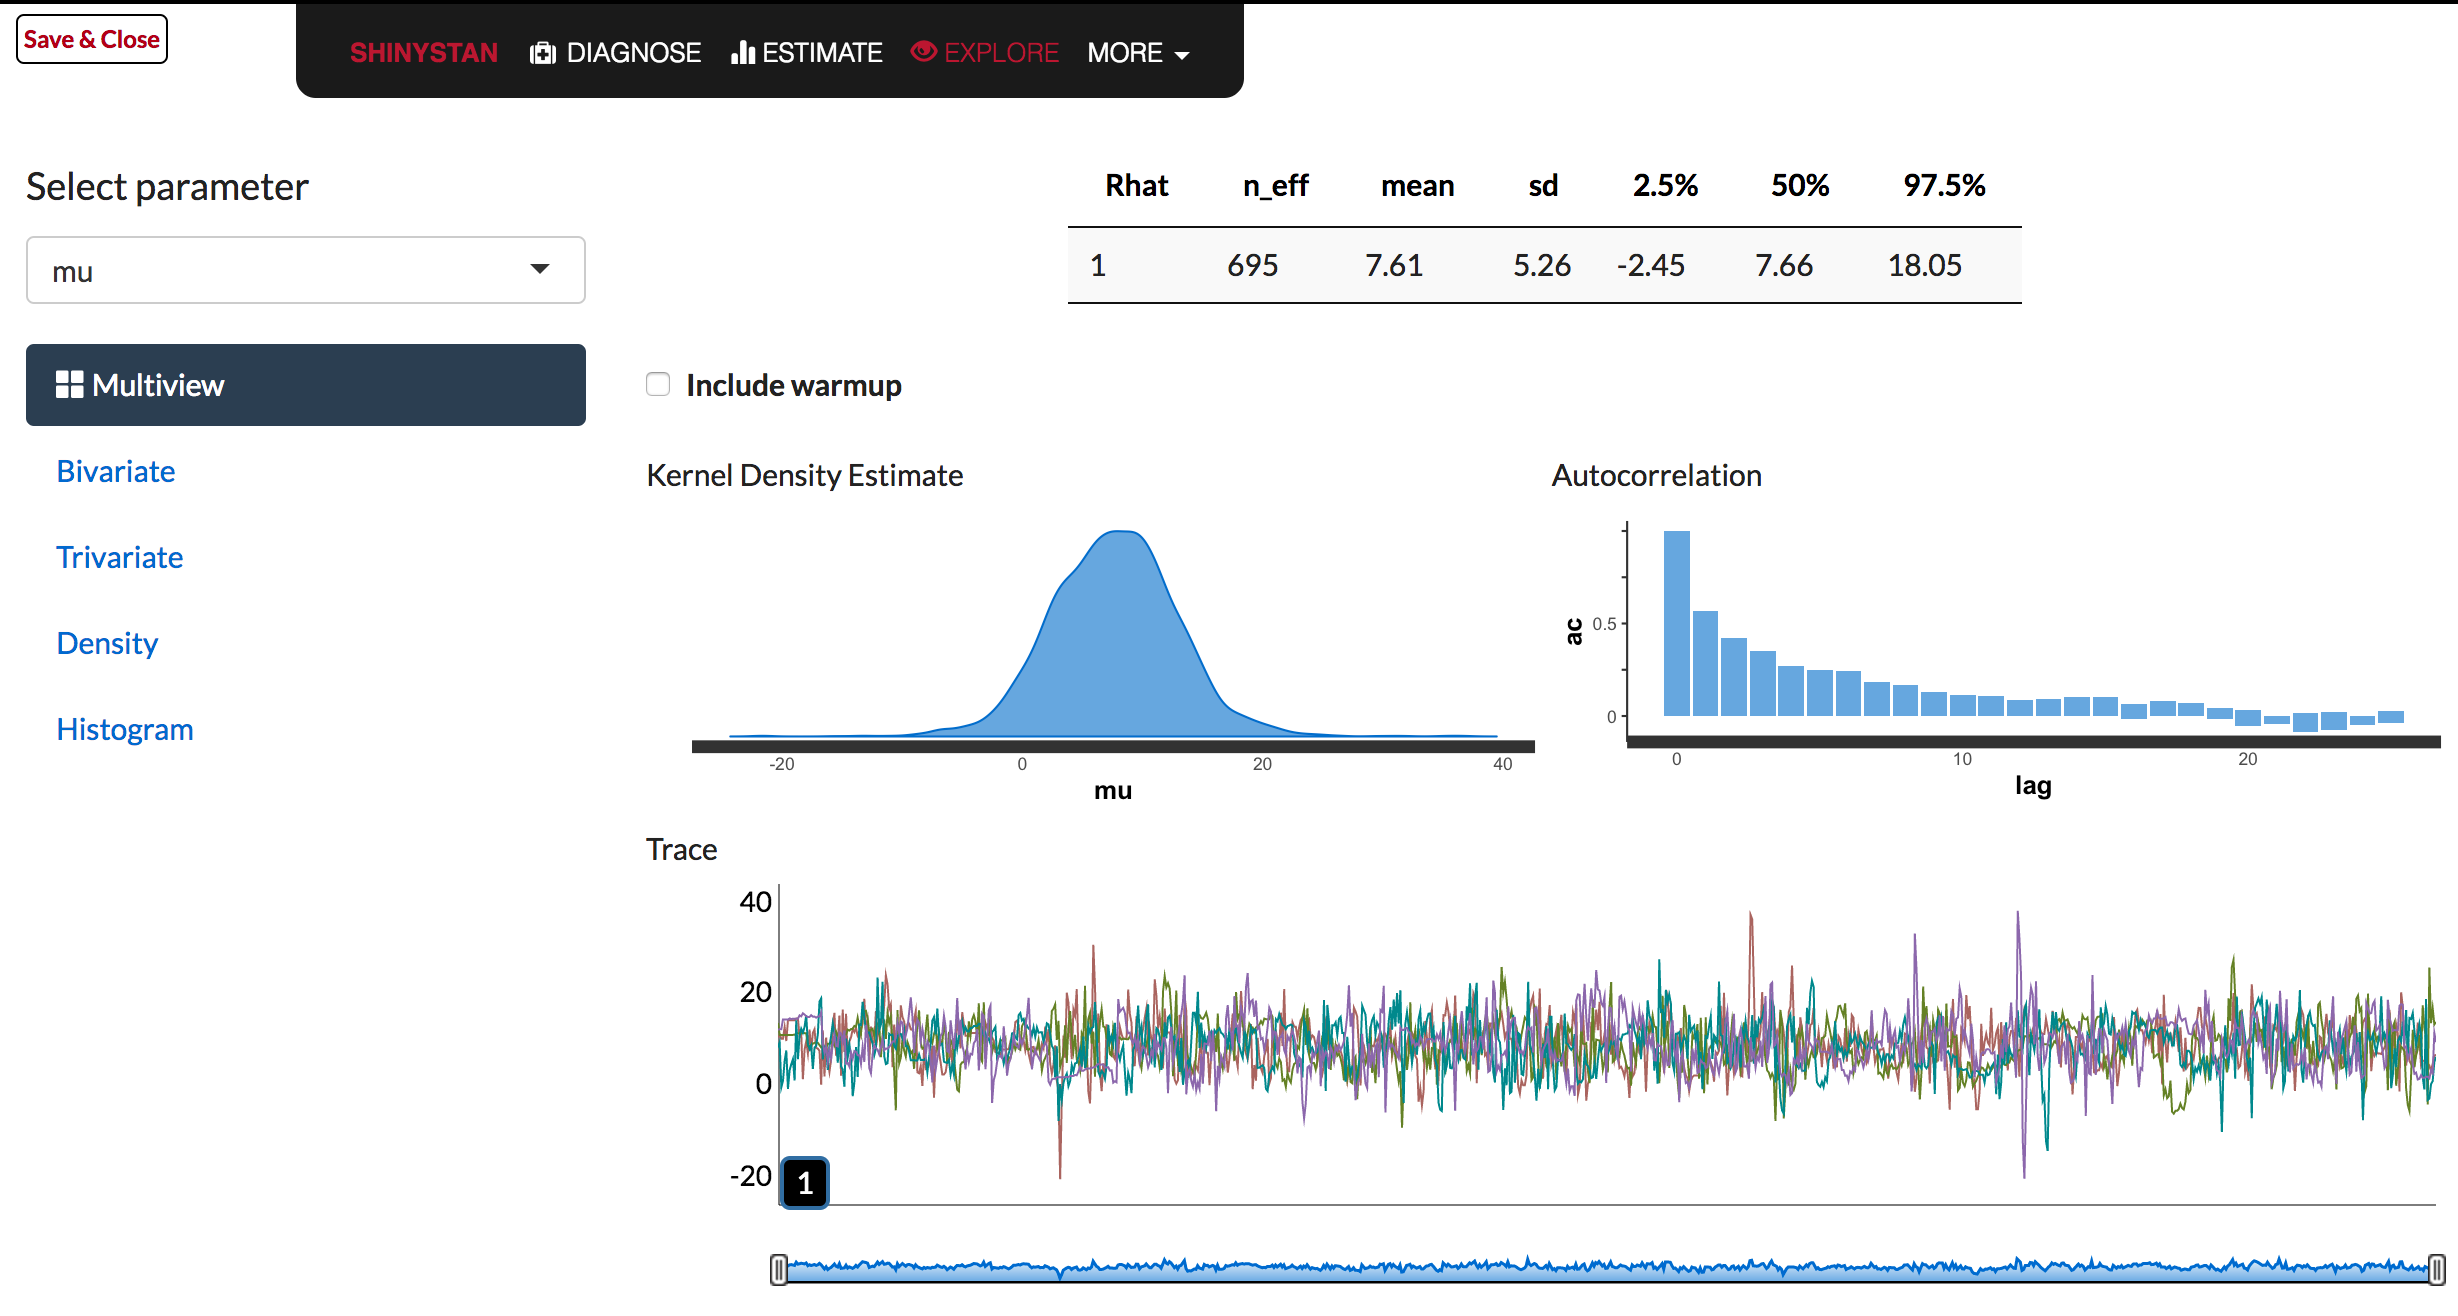 Save & Close
SHINYSTAN DIAGNOSE ESTIMATE EXPLORE MORE
Select parameter
mu
Multiview
Bivariate
Trivariate
Density
Histogram
Rhat n_eff mean sd 2.5% 50% 97.5%
1 695 7.61 5.26 -2.45 7.66 18.05
Include warmup
Kernel Density Estimate
-20 0 20 40
mu
Autocorrelation
ac
0.5
0
0 10 20
lag
Trace
40
20
0
-20
1